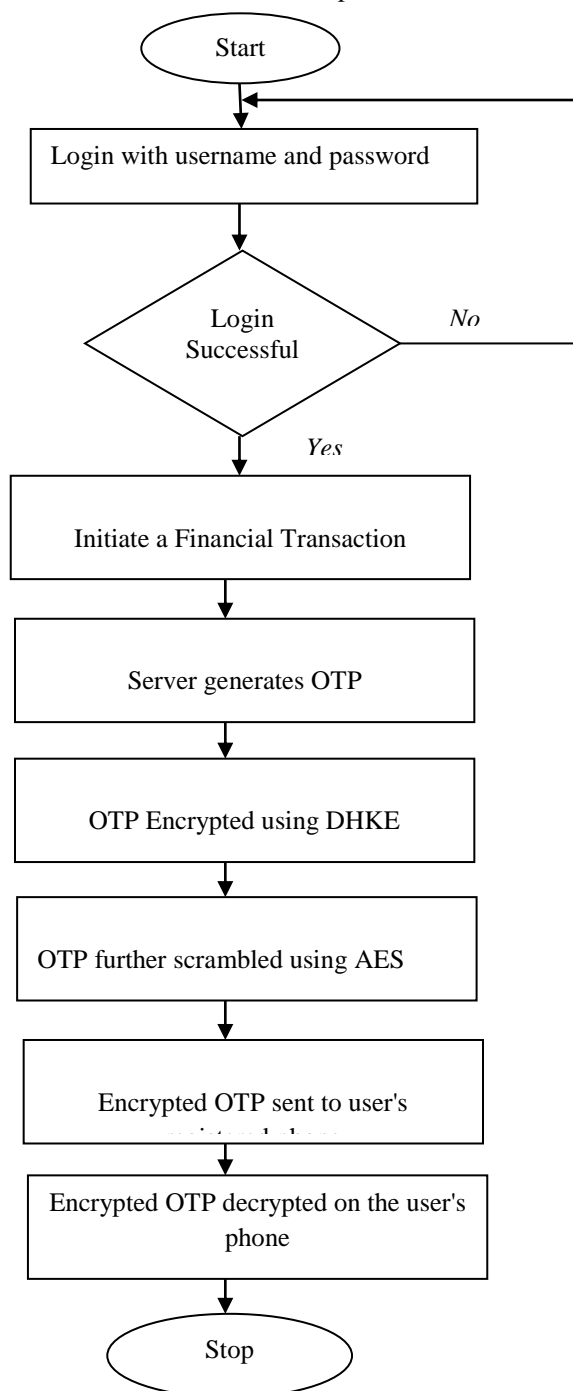 Start
Login with username and password
Login
Successful
No
Yes
Initiate a Financial Transaction
Server generates OTP
OTP Encrypted using DHKE
OTP further scrambled using AES
Encrypted OTP sent to user's
Encrypted OTP decrypted on the user's
phone
Stop